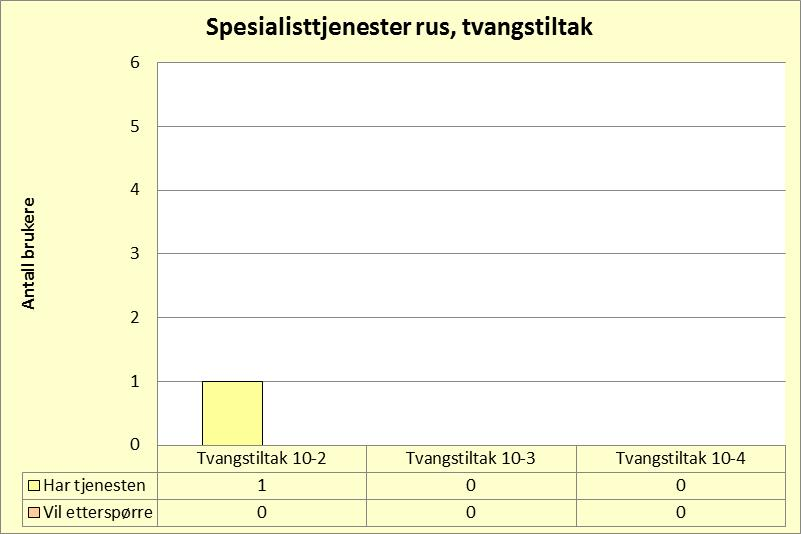 Spesialisttjenester rus, tvangstiltak
6
5
4
3
2
1
0
Antall brukere
Tvangstiltak 10-2 Tvangstiltak 10-3 Tvangstiltak 10-4
Har tjenesten 1 0 0
Vil etterspørre 0 0 0